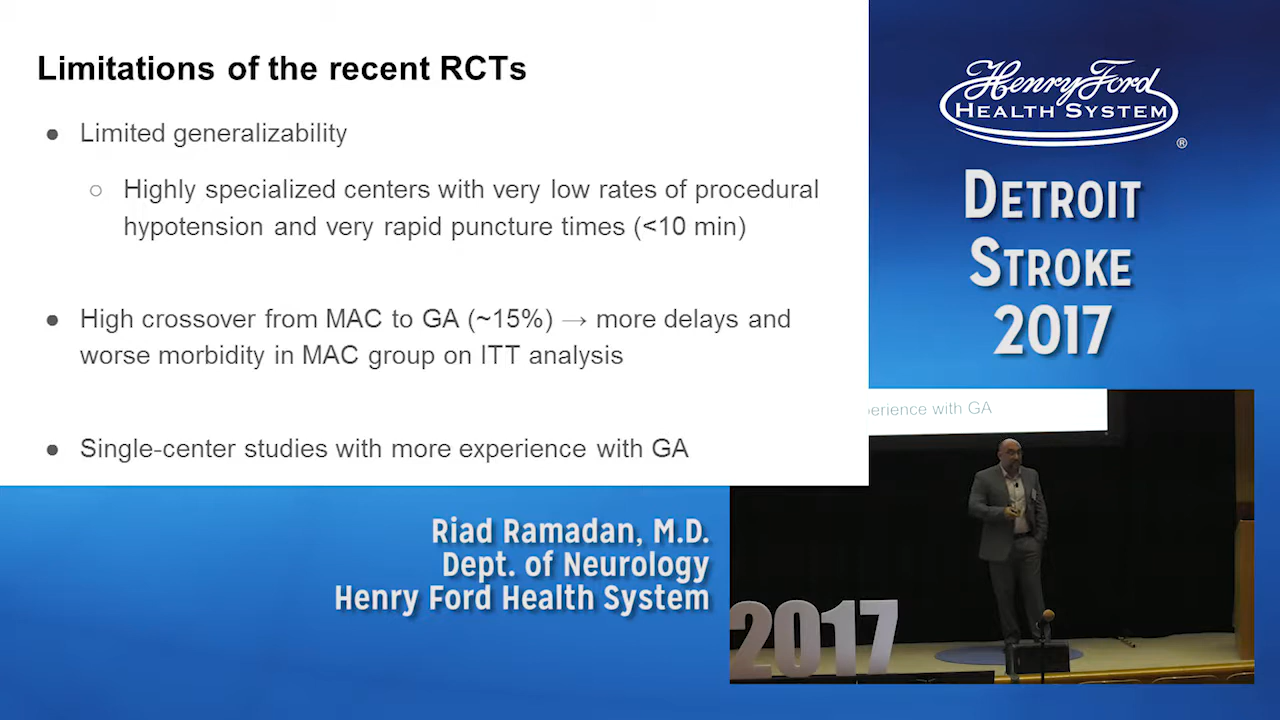 Limitations of the recent RCTs
● Limited generalizability
○ Highly specialized centers with very low rates of procedural
hypotension and very rapid puncture times (<10 min)
● High crossover from MAC to GA (~15%) → more delays and
worse morbidity in MAC group on ITT analysis
● Single-center studies with more experience with GA
Henry Ford
HEALTH SYSTEM
®
DETROIT
STROKE
2017
erience with GA
2017
Riad Ramadan, M.D.
Dept. of Neurology
Henry Ford Health System